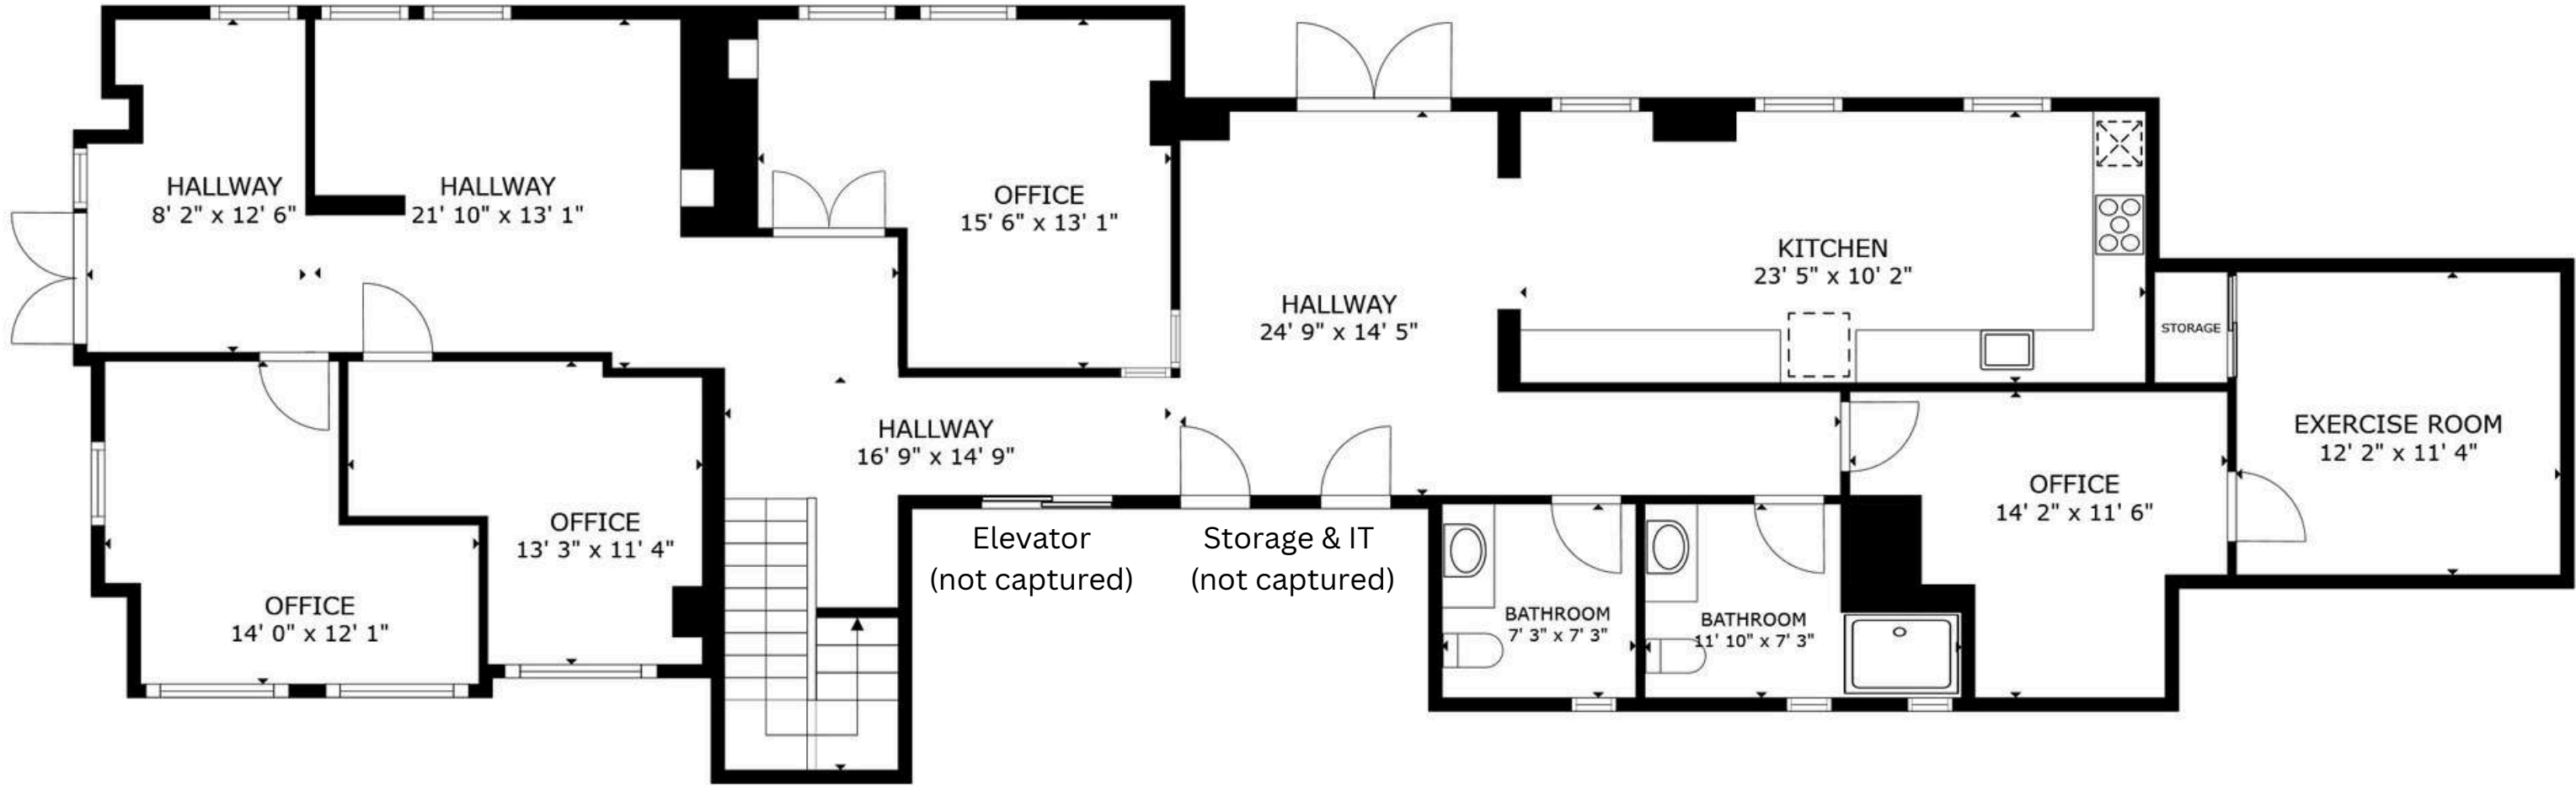 HALLWAY
8' 2" x 12' 6"
HALLWAY
21' 10" x 13' 1"
OFFICE
15' 6" x 13' 1"
HALLWAY
24' 9" x 14' 5"
KITCHEN
23' 5" x 10' 2"
STORAGE
EXERCISE ROOM
12' 2" x 11' 4"
HALLWAY
16' 9" x 14' 9"
OFFICE
14' 2" x 11' 6"
OFFICE
13' 3" x 11' 4"
Elevator
(not captured)
Storage & IT
(not captured)
OFFICE
14' 0" x 12' 1"
BATHROOM
7' 3" x 7' 3"
BATHROOM
11' 10" x 7' 3"